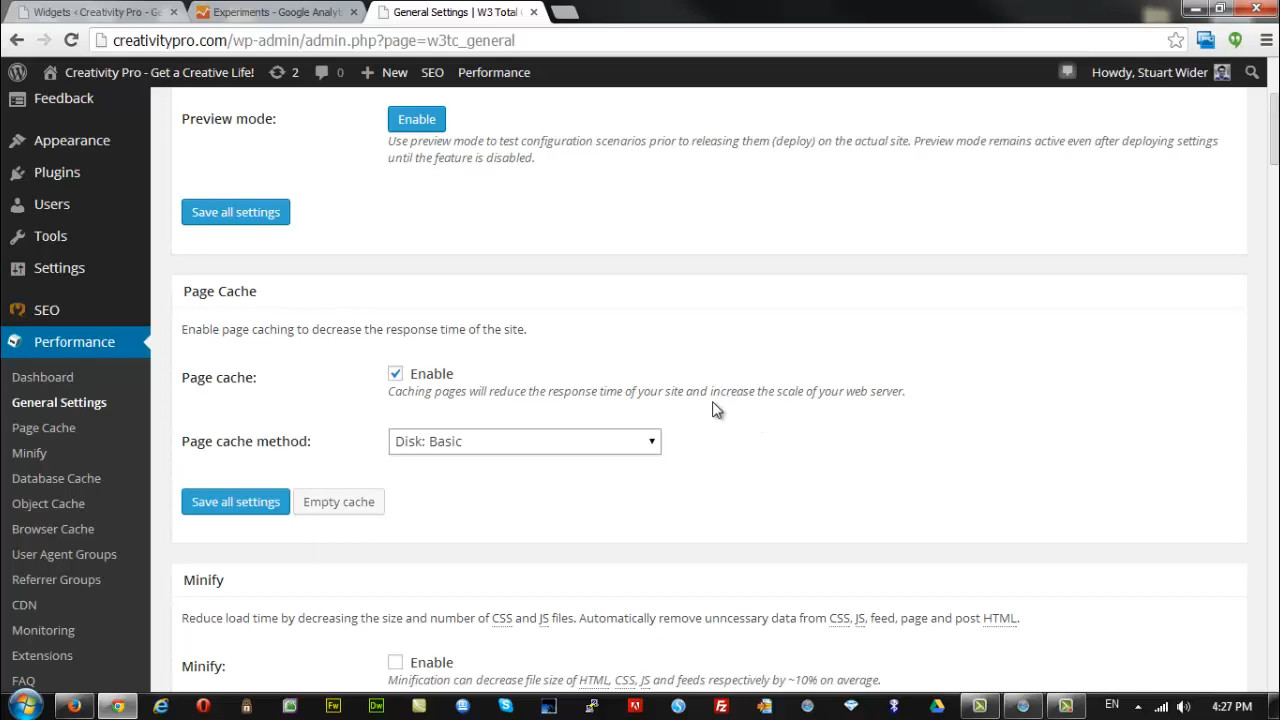 Widgets ‹ Creativity Pro - Ge
Experiments - Google Analyt
General Settings | W3 Total
creativitypro.com/wp-admin/admin.php?page=w3tc_general
Creativity Pro - Get a Creative Life!
2
0
New
SEO
Performance
Howdy, Stuart Wider
Feedback
Appearance
Plugins
Users
Tools
Settings
SEO
Performance
Dashboard
General Settings
Page Cache
Minify
Database Cache
Object Cache
Browser Cache
User Agent Groups
Referrer Groups
CDN
Monitoring
Extensions
FAQ
Preview mode:
Enable
Use preview mode to test configuration scenarios prior to releasing them (deploy) on the actual site. Preview mode remains active even after deploying settings
until the feature is disabled.
Save all settings
Page Cache
Enable page caching to decrease the response time of the site.
Page cache:
Enable
Caching pages will reduce the response time of your site and increase the scale of your web server.
Page cache method:
Disk: Basic
Save all settings
Empty cache
Minify
Reduce load time by decreasing the size and number of CSS and JS files. Automatically remove unncessary data from CSS, JS, feed, page and post HTML.
Minify:
Enable
Minification can decrease file size of HTML, CSS, JS and feeds respectively by ~10% on average.
Fw
Dw
EN
4:27 PM